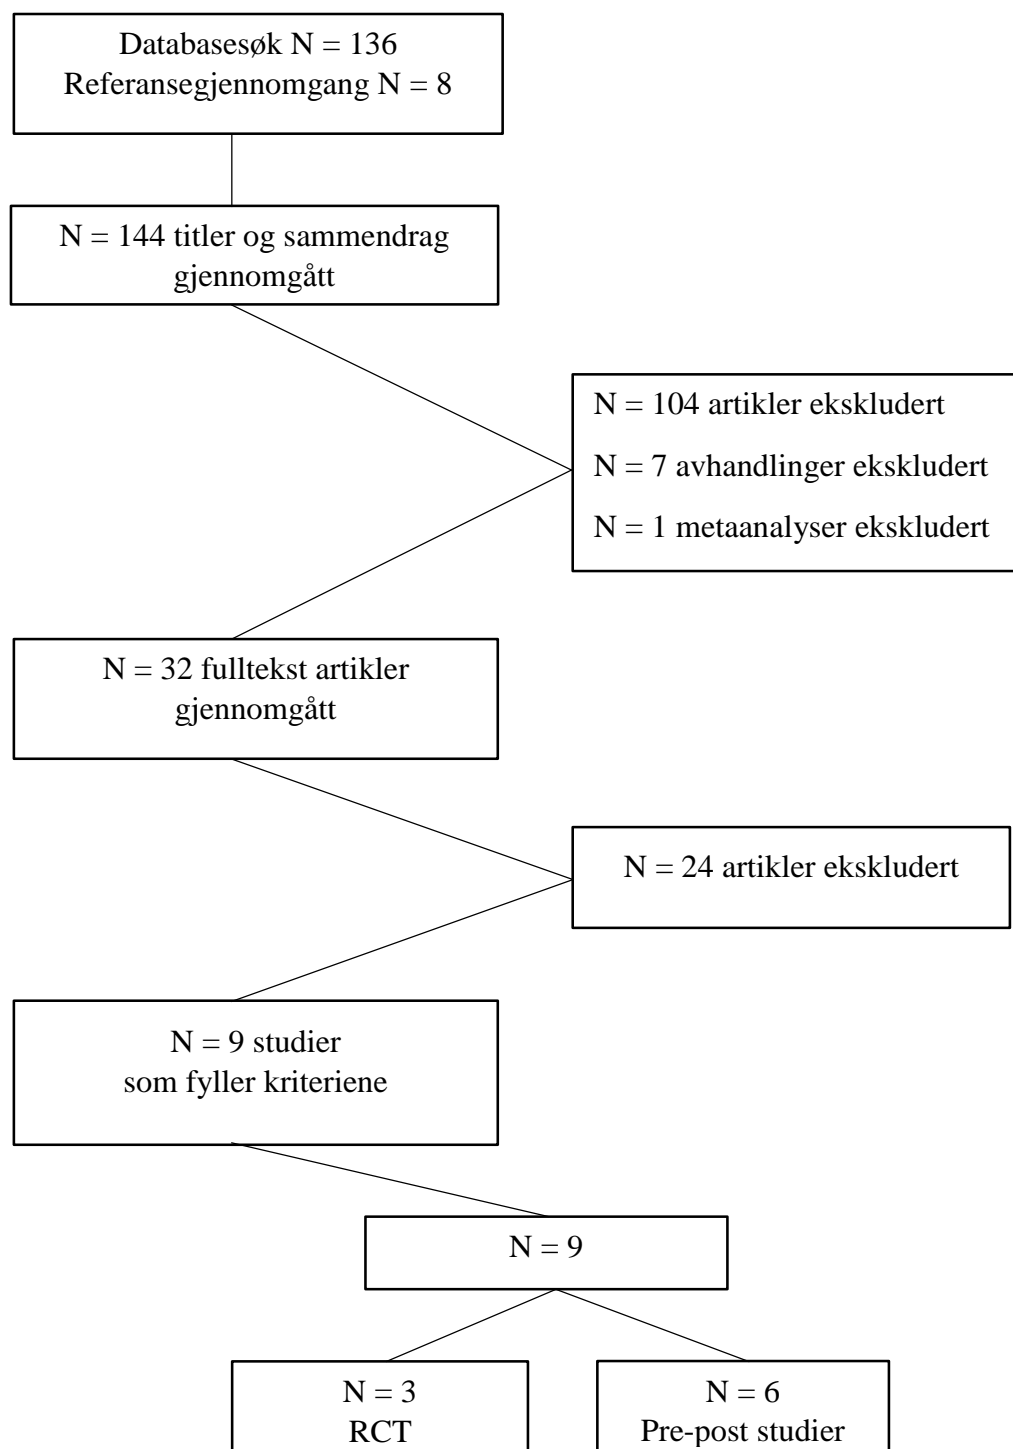 Databasesøk N = 136
Referansegjennomgang N = 8
N = 144 titler og sammendrag
gjennomgått
N = 104 artikler ekskludert
N = 7 avhandlinger ekskludert
N = 1 metaanalyser ekskludert
N = 32 fulltekst artikler
gjennomgått
N = 24 artikler ekskludert
N = 9 studier
som fyller kriteriene
N = 9
N = 3
RCT
N = 6
Pre-post studier